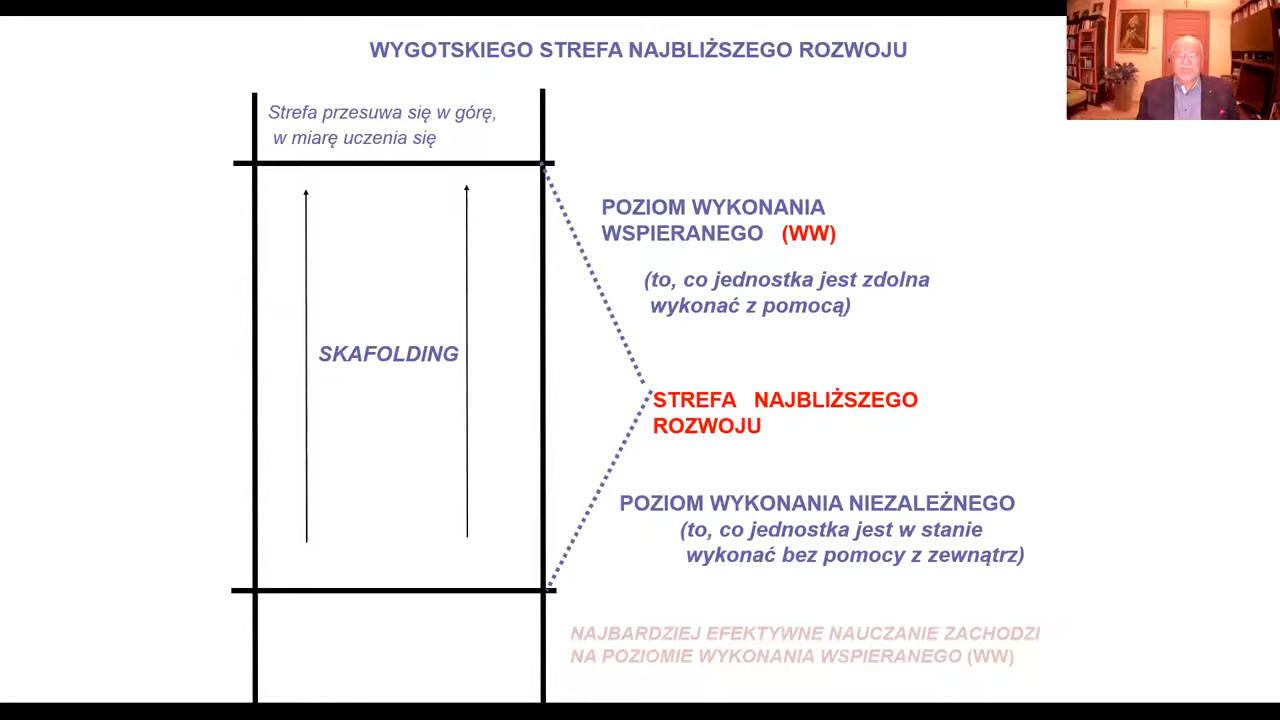 WYGOTSKIEGO STREFA NAJBLIŻSZEGO ROZWOJU
Strefa przesuwa się w górę,
w miarę uczenia się
POZIOM WYKONANIA
WSPIERANEGO (WW)
(to, co jednostka jest zdolna
wykonać z pomocą)
SKAFOLDING
STREFA NAJBLIŻSZEGO
ROZWOJU
POZIOM WYKONANIA NIEZALEŻNEGO
(to, co jednostka jest w stanie
wykonać bez pomocy z zewnątrz)
NAJBARDZIEJ EFEKTYWNE NAUCZANIE ZACHODZI
NA POZIOMIE WYKONANIA WSPIERANEGO (WW)